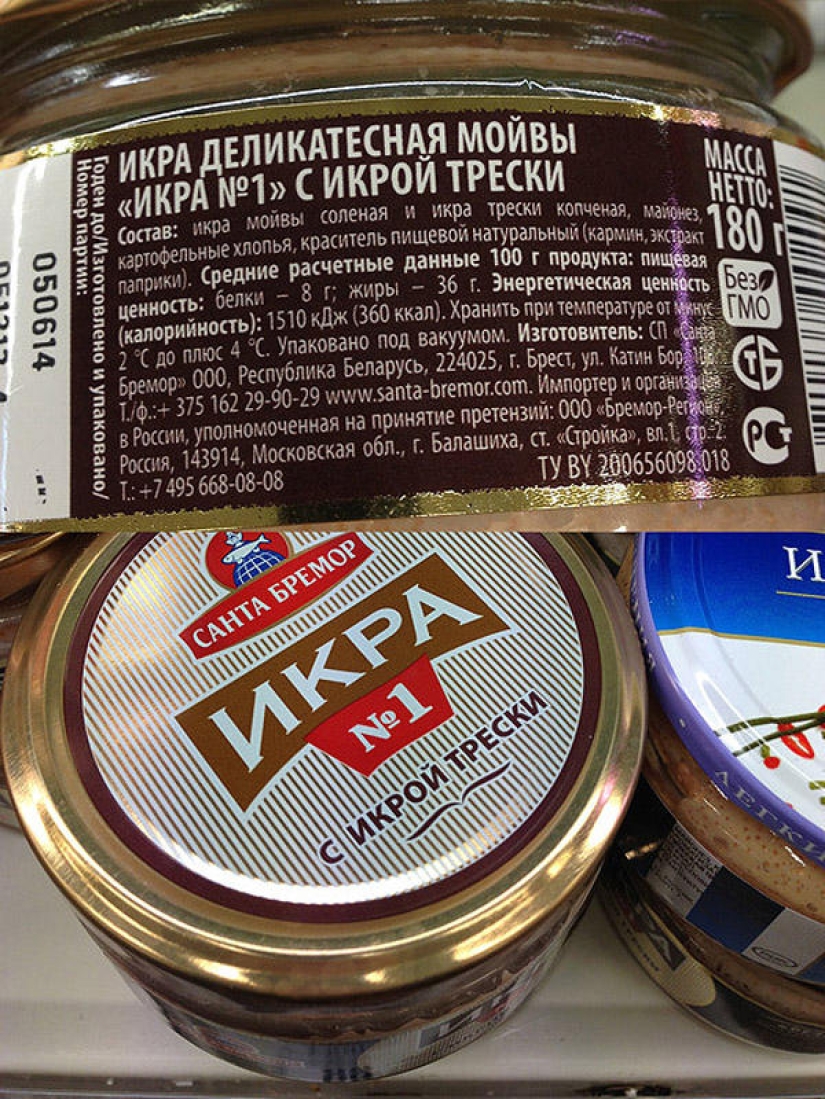 Годен до/Изготовлено и упаковано/
Номер партии:
050614
ИКРА ДЕЛИКАТЕСНАЯ МОЙВЫ
«ИКРА №1» С ИКРОЙ ТРЕСКИ
Состав: икра мойвы соленая и икра трески копченая, майонез,
картофельные хлопья, краситель пищевой натуральный (кармин, экстракт
паприки). Средние расчетные данные 100 г продукта: пищевая
ценность: белки – 8 г; жиры – 36 г. Энергетическая ценность
(калорийность): 1510 кДж (360 ккал). Хранить при температуре от минус
2 °С до плюс 4 °С. Упаковано под вакуумом. Изготовитель: СП «Санта
Бремор» ООО, Республика Беларусь, 224025, г. Брест, ул. Катин Бор,
Т./ф.:+ 375 162 29-90-29 www.santa-bremor.com. Импортер и организация
в России, уполномоченная на принятие претензий: ООО «Бремор-Регион»,
Россия, 143914, Московская обл., г. Балашиха, ст. «Стройка», вл.1, стр.2.
Т.: +7 495 668-08-08
ТУ BY 200656098.018
МАССА
НЕТТО:
180 г
Без
ГМО
САНТА БРЕМОР
ИКРА
№1
С ИКРОЙ ТРЕСКИ
И
ЛЕГКИ